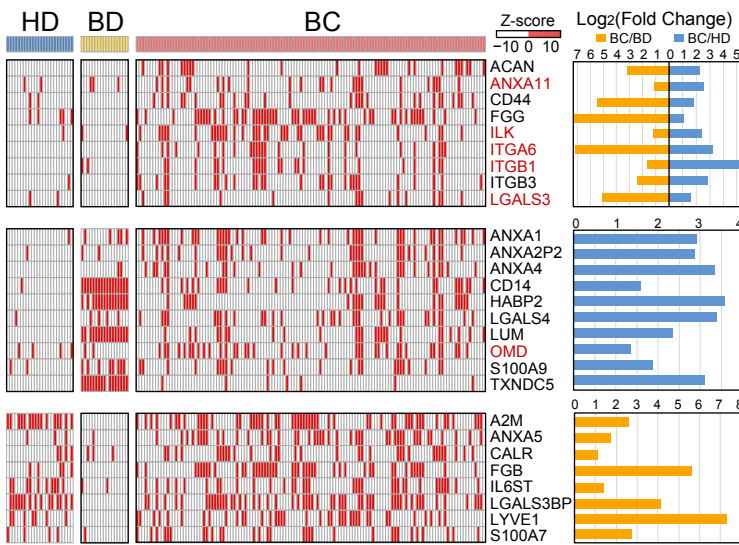 HD BD BC Z-score Log2(Fold Change)
−10 0 10 BC/BD BC/HD
7 6 5 4 3 2 1 0 1 2 3 4 5
ACAN
ANXA11
CD44
FGG
ILK
ITGA6
ITGB1
ITGB3
LGALS3
0 1 2 3 4
ANXA1
ANXA2P2
ANXA4
CD14
HABP2
LGALS4
LUM
OMD
S100A9
TXNDC5
0 1 2 3 4 5 6 7 8
A2M
ANXA5
CALR
FGB
IL6ST
LGALS3BP
LYVE1
S100A7